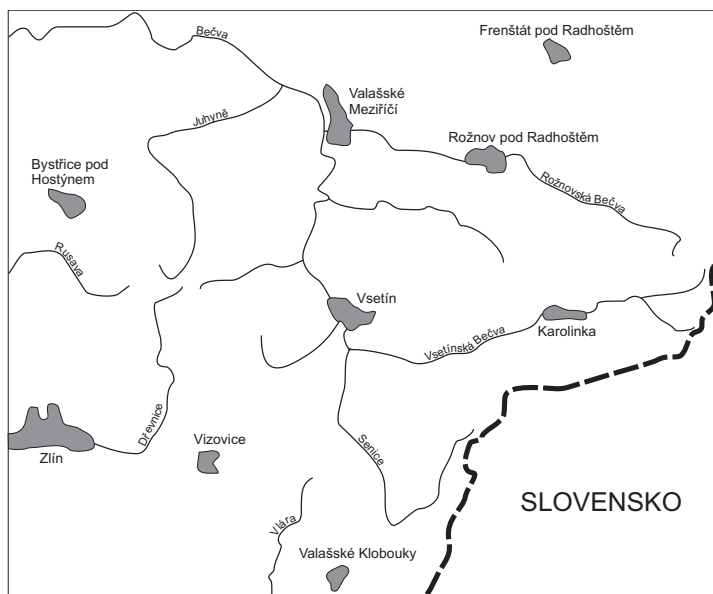 Frenštát pod Radhoštěm
Bečva
Valašské
Meziříčí
Juhyně
Rožnov pod Radhoštěm
Bystřice pod
Hostýnem
Rožnovská Bečva
Rusava
Vsetín
Karolinka
Vsetínská Bečva
Dřevnice
Vizovice
Senice
Zlín
SLOVENSKO
Vlára
Valašské Klobouky